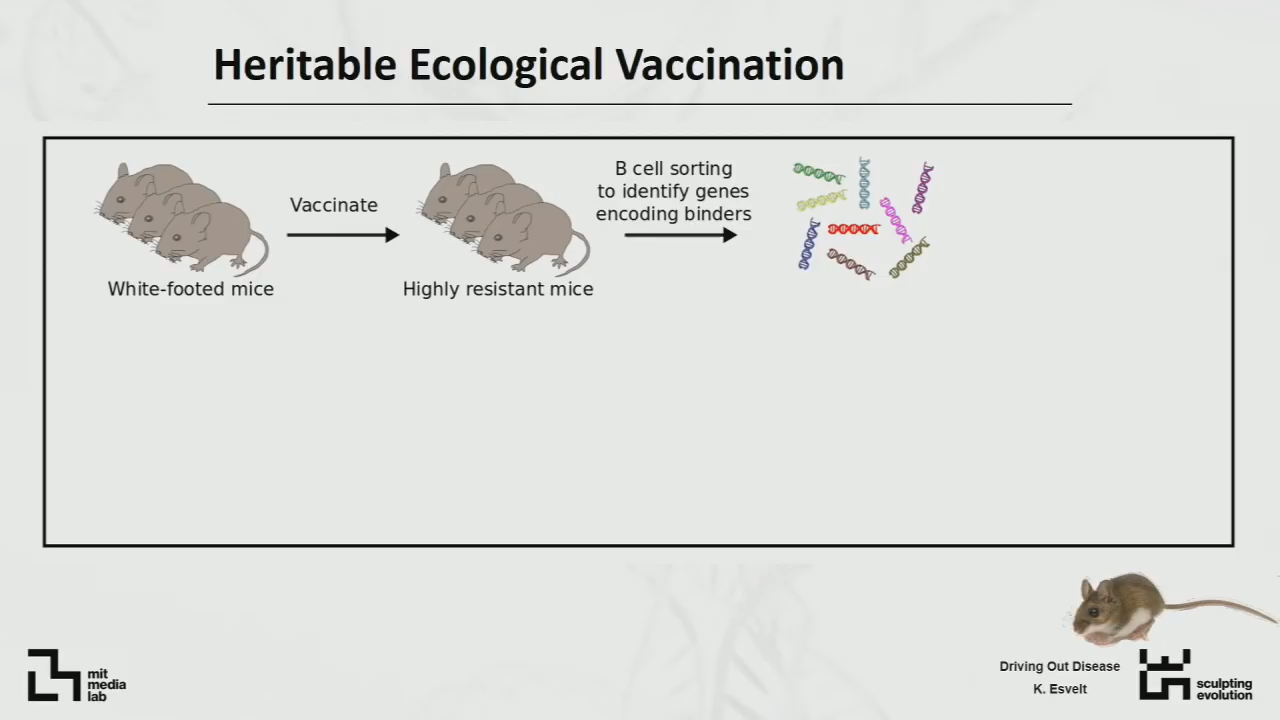 Heritable Ecological Vaccination
Vaccinate
B cell sorting
to identify genes
encoding binders
White-footed mice
Highly resistant mice
mit
media
lab
Driving Out Disease
K. Esvelt
sculpting
evolution